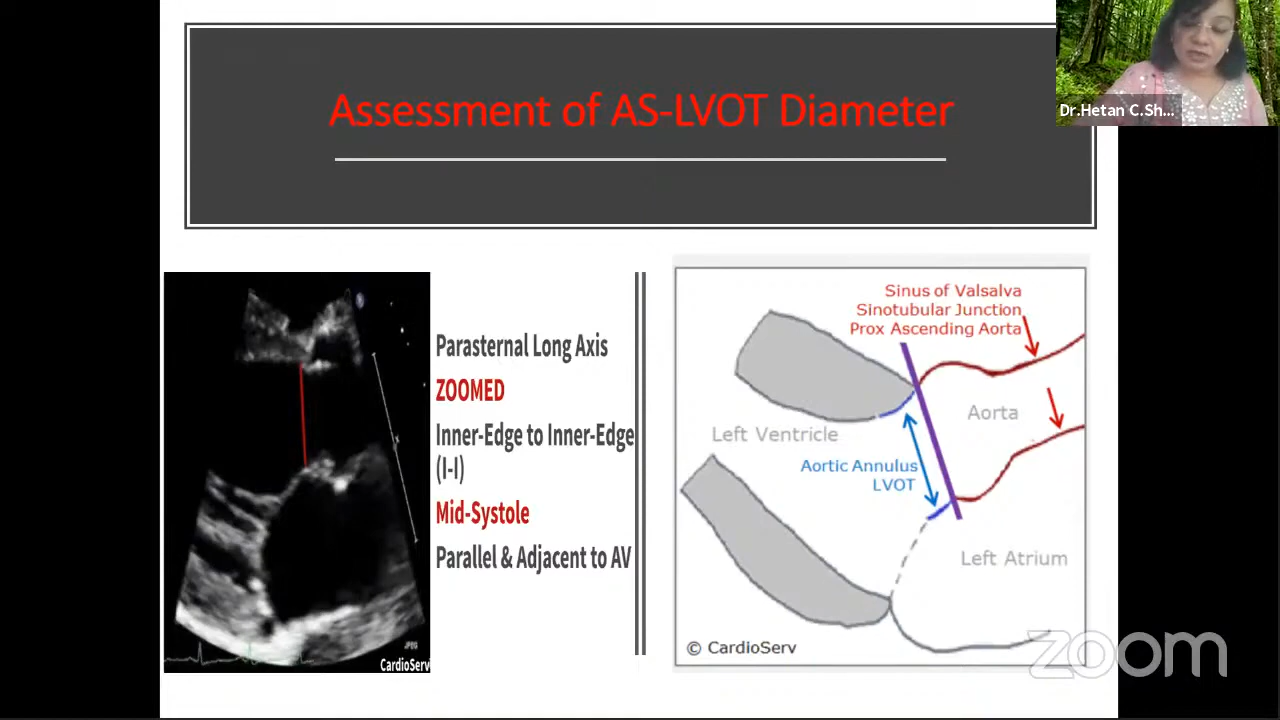 Assessment of AS-LVOT Diameter
Dr.Hetan C.Sh...
Parasternal Long Axis
ZOOMED
Inner-Edge to Inner-Edge
(I-I)
Mid-Systole
Parallel & Adjacent to AV
JPEG
CardioServ
Sinus of Valsalva
Sinotubular Junction
Prox Ascending Aorta
Aorta
Left Ventricle
Aortic Annulus
LVOT
Left Atrium
© CardioServ
zoom